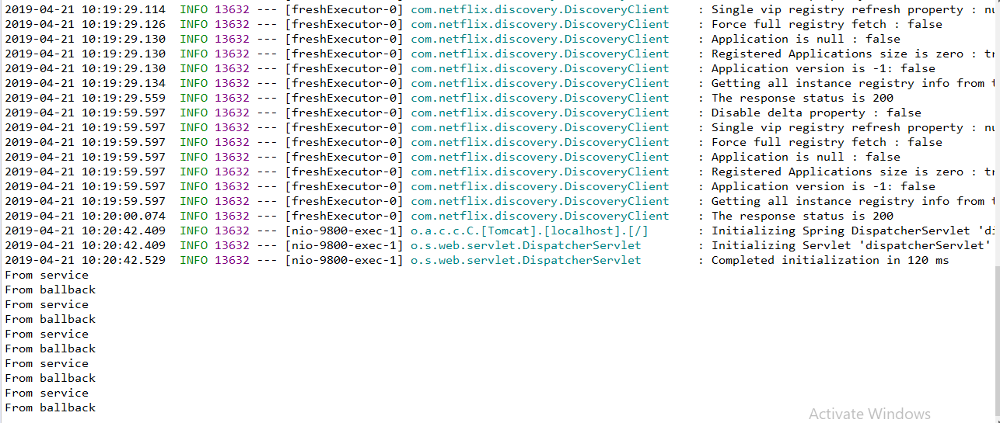 2019-04-21 10:19:29.114  INFO 13632 --- [freshExecutor-0] com.netflix.discovery.DiscoveryClient    : Single vip registry refresh property :
2019-04-21 10:19:29.126  INFO 13632 --- [freshExecutor-0] com.netflix.discovery.DiscoveryClient    : Force full registry fetch : false
2019-04-21 10:19:29.130  INFO 13632 --- [freshExecutor-0] com.netflix.discovery.DiscoveryClient    : Application is null : false
2019-04-21 10:19:29.130  INFO 13632 --- [freshExecutor-0] com.netflix.discovery.DiscoveryClient    : Registered Applications size is zero :
2019-04-21 10:19:29.130  INFO 13632 --- [freshExecutor-0] com.netflix.discovery.DiscoveryClient    : Application version is -1: false
2019-04-21 10:19:29.134  INFO 13632 --- [freshExecutor-0] com.netflix.discovery.DiscoveryClient    : Getting all instance registry info from
2019-04-21 10:19:29.559  INFO 13632 --- [freshExecutor-0] com.netflix.discovery.DiscoveryClient    : The response status is 200
2019-04-21 10:19:59.597  INFO 13632 --- [freshExecutor-0] com.netflix.discovery.DiscoveryClient    : Disable delta property : false
2019-04-21 10:19:59.597  INFO 13632 --- [freshExecutor-0] com.netflix.discovery.DiscoveryClient    : Single vip registry refresh property :
2019-04-21 10:19:59.597  INFO 13632 --- [freshExecutor-0] com.netflix.discovery.DiscoveryClient    : Force full registry fetch : false
2019-04-21 10:19:59.597  INFO 13632 --- [freshExecutor-0] com.netflix.discovery.DiscoveryClient    : Application is null : false
2019-04-21 10:19:59.597  INFO 13632 --- [freshExecutor-0] com.netflix.discovery.DiscoveryClient    : Registered Applications size is zero :
2019-04-21 10:19:59.597  INFO 13632 --- [freshExecutor-0] com.netflix.discovery.DiscoveryClient    : Application version is -1: false
2019-04-21 10:19:59.597  INFO 13632 --- [freshExecutor-0] com.netflix.discovery.DiscoveryClient    : Getting all instance registry info from
2019-04-21 10:20:00.074  INFO 13632 --- [freshExecutor-0] com.netflix.discovery.DiscoveryClient    : The response status is 200
2019-04-21 10:20:42.409  INFO 13632 --- [nio-9800-exec-1] o.a.c.c.C.[Tomcat].[localhost].[/]       : Initializing Spring DispatcherServlet
2019-04-21 10:20:42.409  INFO 13632 --- [nio-9800-exec-1] o.s.web.servlet.DispatcherServlet        : Initializing Servlet 'dispatcherServlet'
2019-04-21 10:20:42.529  INFO 13632 --- [nio-9800-exec-1] o.s.web.servlet.DispatcherServlet        : Completed initialization in 120 ms
From service
From ballback
From service
From ballback
From service
From ballback
From service
From ballback
From service
From ballback
Activate Windows